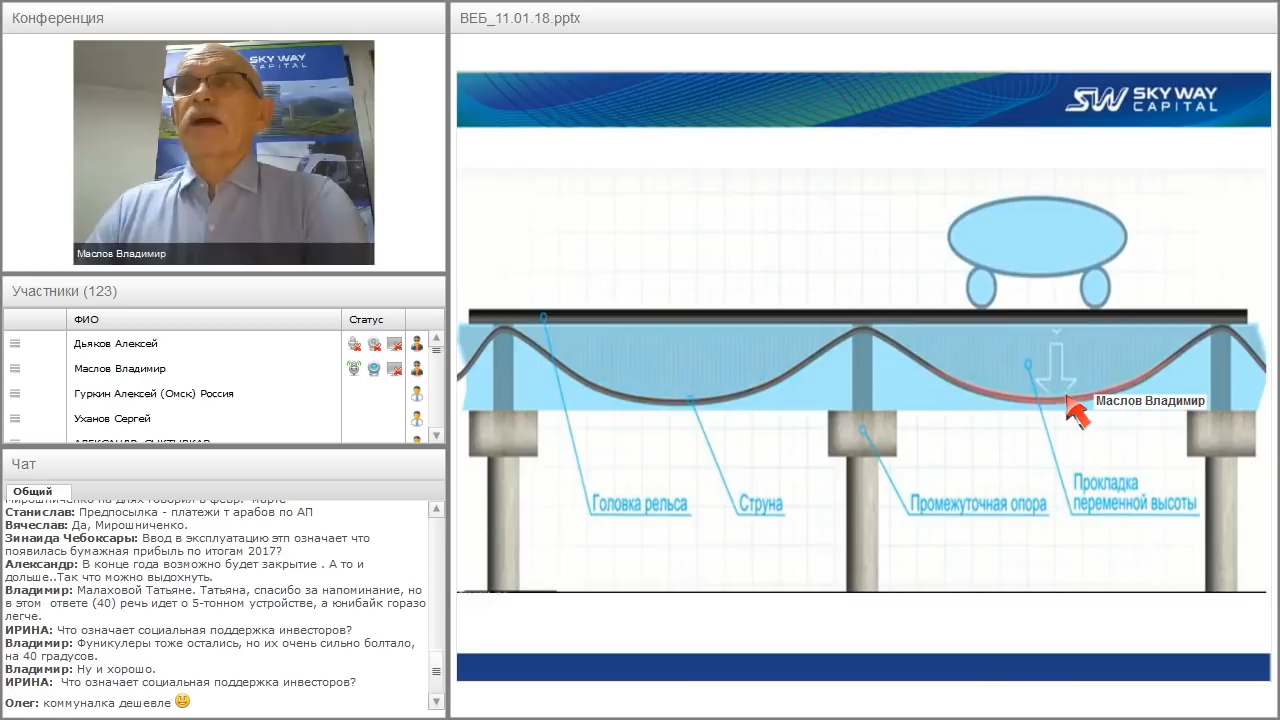 Конференция
SKY WAY
CAPITAL
Маслов Владимир
Участники (123)
ФИО
Статус
Дьяков Алексей
Маслов Владимир
Гуркин Алексей (Омск) Россия
Уханов Сергей
Чат
Общий
Станислав: Предпосылка - платежи т аботостю АП
Вячеслав: Да, Мирошниченко.
Зинаида Чебоксары: Ввод в эксплуатацию этп означает что
появилась бумажная прибыль по итогам 2017?
Александр: В конце года возможно будет закрытие . А то и
дольше..Так что можно выдохнуть.
Владимир: Малаховой Татьяне. Татьяна, спасибо за напоминание, но
в этом ответе (40) речь идет о 5-тонном устройстве, а юнибайк горазо
легче.
ИРИНА: Что означает социальная поддержка инвесторов?
Владимир: Фуникулеры тоже остались, но их очень сильно болтало,
на 40 градусов.
Владимир: Ну и хорошо.
ИРИНА: Что означает социальная поддержка инвесторов?
Олег: коммуналка дешевле
ВЕБ_11.01.18.pptx
SW SKY WAY
CAPITAL
Маслов Владимир
Головка рельса
Струна
Промежуточная опора
Прокладка
переменной высоты